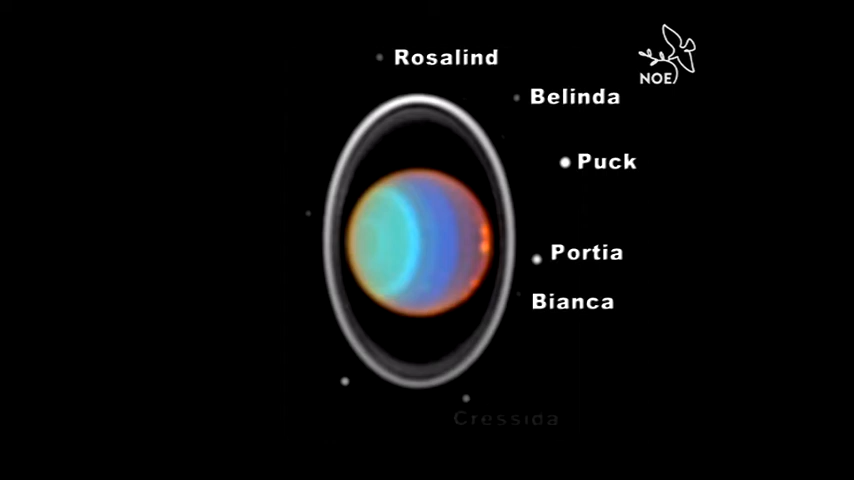 Rosalind
NOE
Belinda
Puck
Portia
Bianca
Cressida